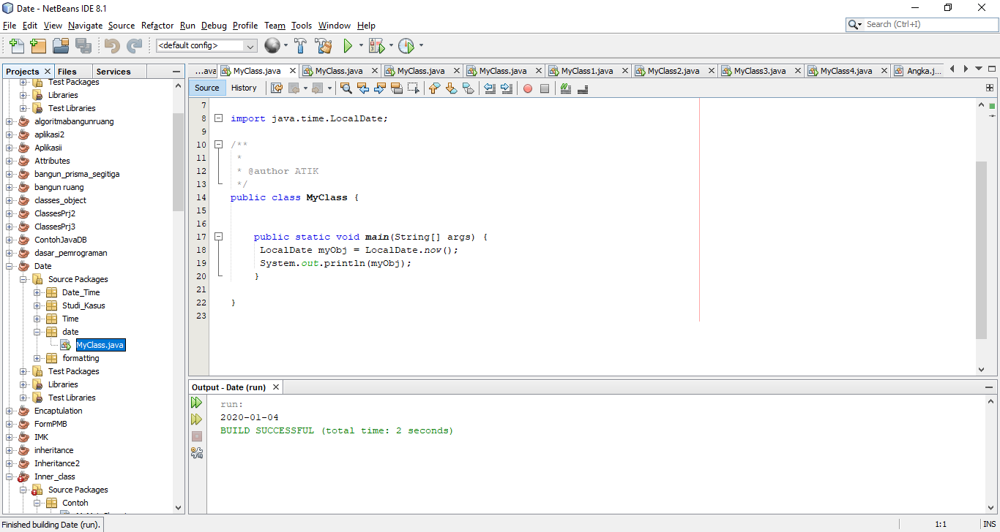 Date - NetBeans IDE 8.1
File Edit View Navigate Source Refactor Run Debug Profile Team Tools Window Help
Search (Ctrl+I)
<default config>
Projects Files Services
Test Packages
Libraries
Test Libraries
algoritmabangunruang
aplikasi2
Aplikasii
Attributes
bangun_prisma_segitiga
bangun ruang
classes_object
ClassesPrj2
ClassesPrj3
ContohJavaDB
dasar_pemrograman
Date
Source Packages
Date_Time
Studi_Kasus
Time
date
MyClass.java
formatting
Test Packages
Libraries
Test Libraries
Encaptulation
FormPMB
IMK
inheritance
Inheritance2
Inner_class
Source Packages
Contoh
...ava MyClass.java MyClass.java MyClass.java MyClass.java MyClass1.java MyClass2.java MyClass3.java MyClass4.java Angka.j...
Source History
7
8 import java.time.LocalDate;
9
10 /**
11 *
12 * @author ATIK
13 */
14 public class MyClass {
15
16
17 public static void main(String[] args) {
18 LocalDate myObj = LocalDate.now();
19 System.out.println(myObj);
20 }
21
22 }
23
Output - Date (run)
run:
2020-01-04
BUILD SUCCESSFUL (total time: 2 seconds)
Finished building Date (run).
1:1 INS